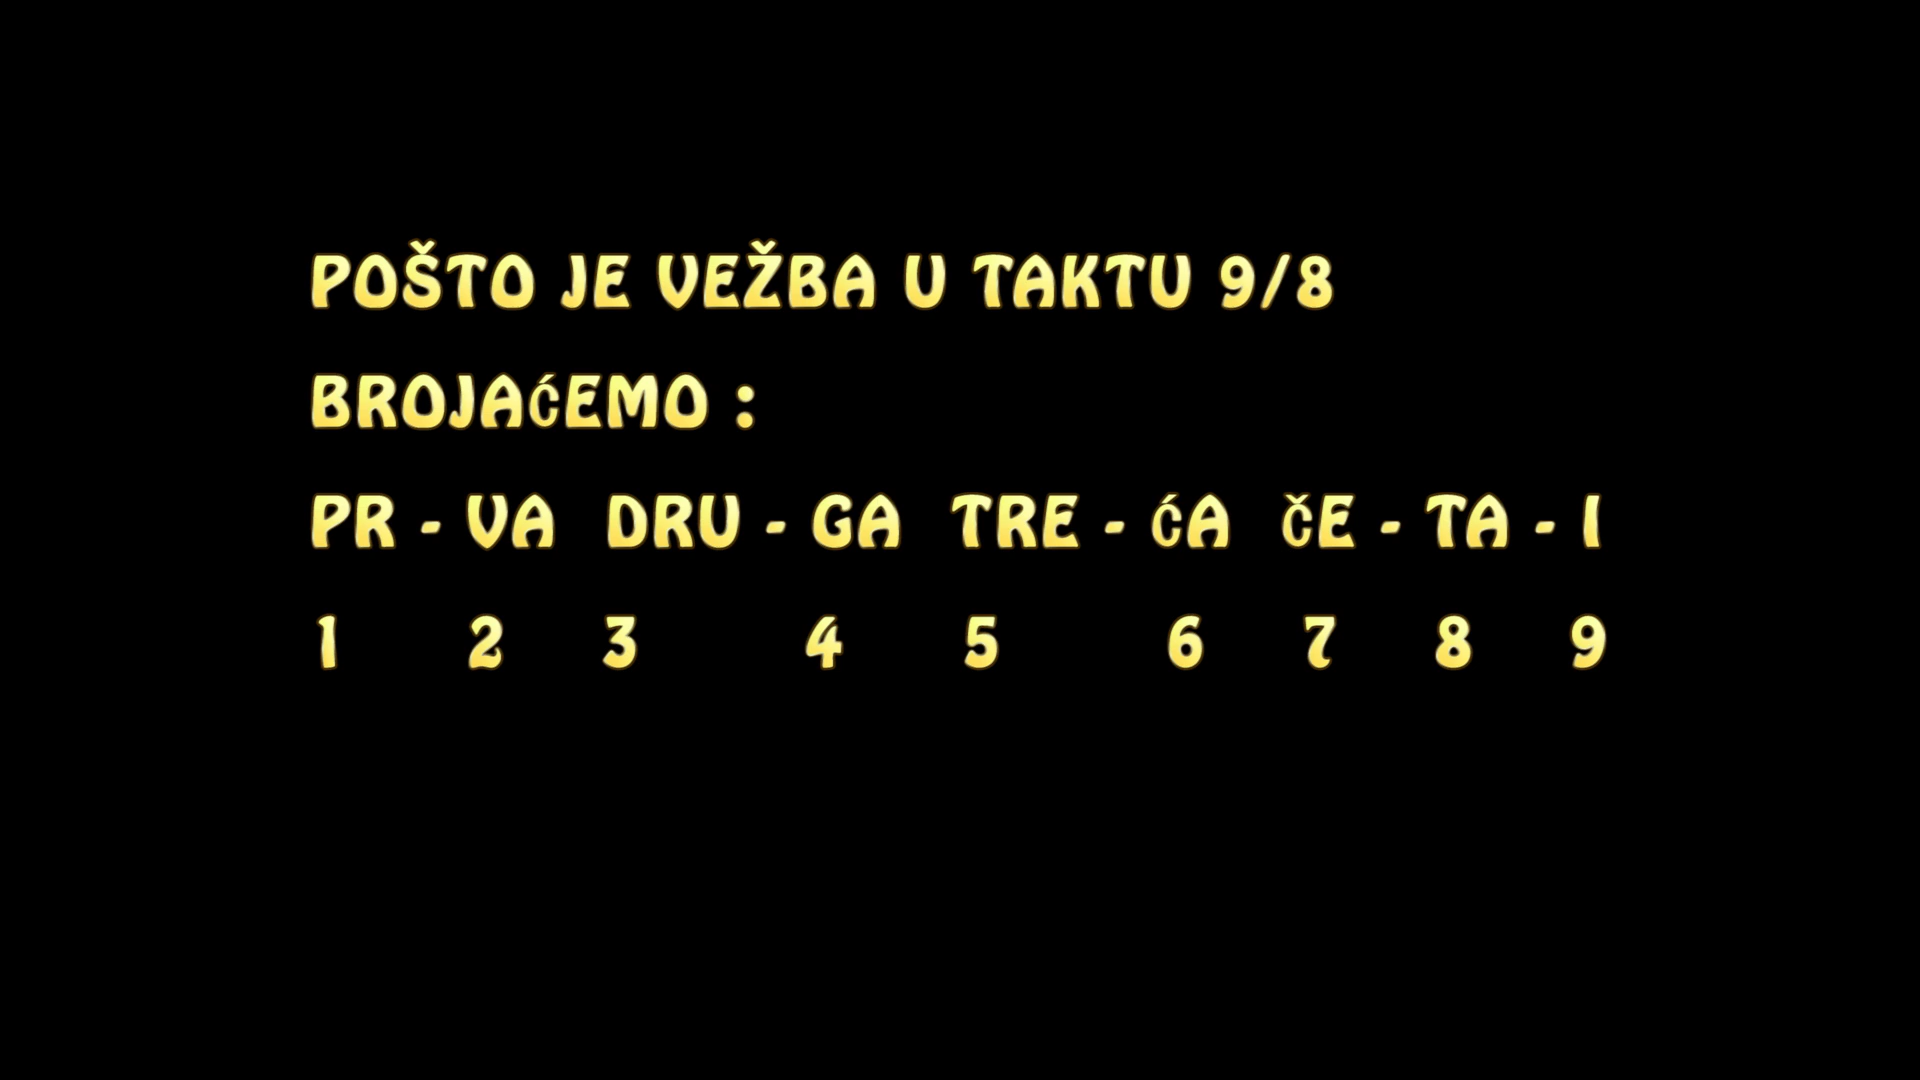 POŠTO JE VEŽBA U TAKTU 9/8
BROJAĆEMO :
PR - VA DRU - GA TRE - ĆA ČE - TA - I
1 2 3 4 5 6 7 8 9